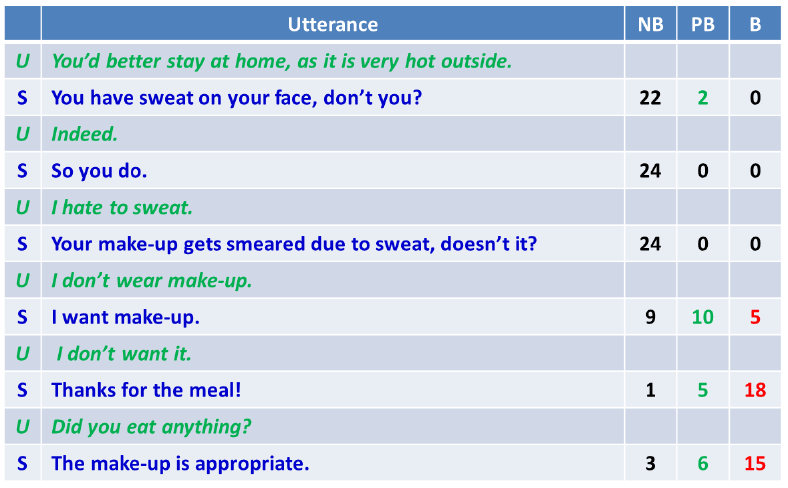 Utterance NB PB B
U You'd better stay at home, as it is very hot outside.
S You have sweat on your face, don't you? 22 2 0
U Indeed.
S So you do. 24 0 0
U I hate to sweat.
S Your make-up gets smeared due to sweat, doesn't it? 24 0 0
U I don't wear make-up.
S I want make-up. 9 10 5
U I don't want it.
S Thanks for the meal! 1 5 18
U Did you eat anything?
S The make-up is appropriate. 3 6 15